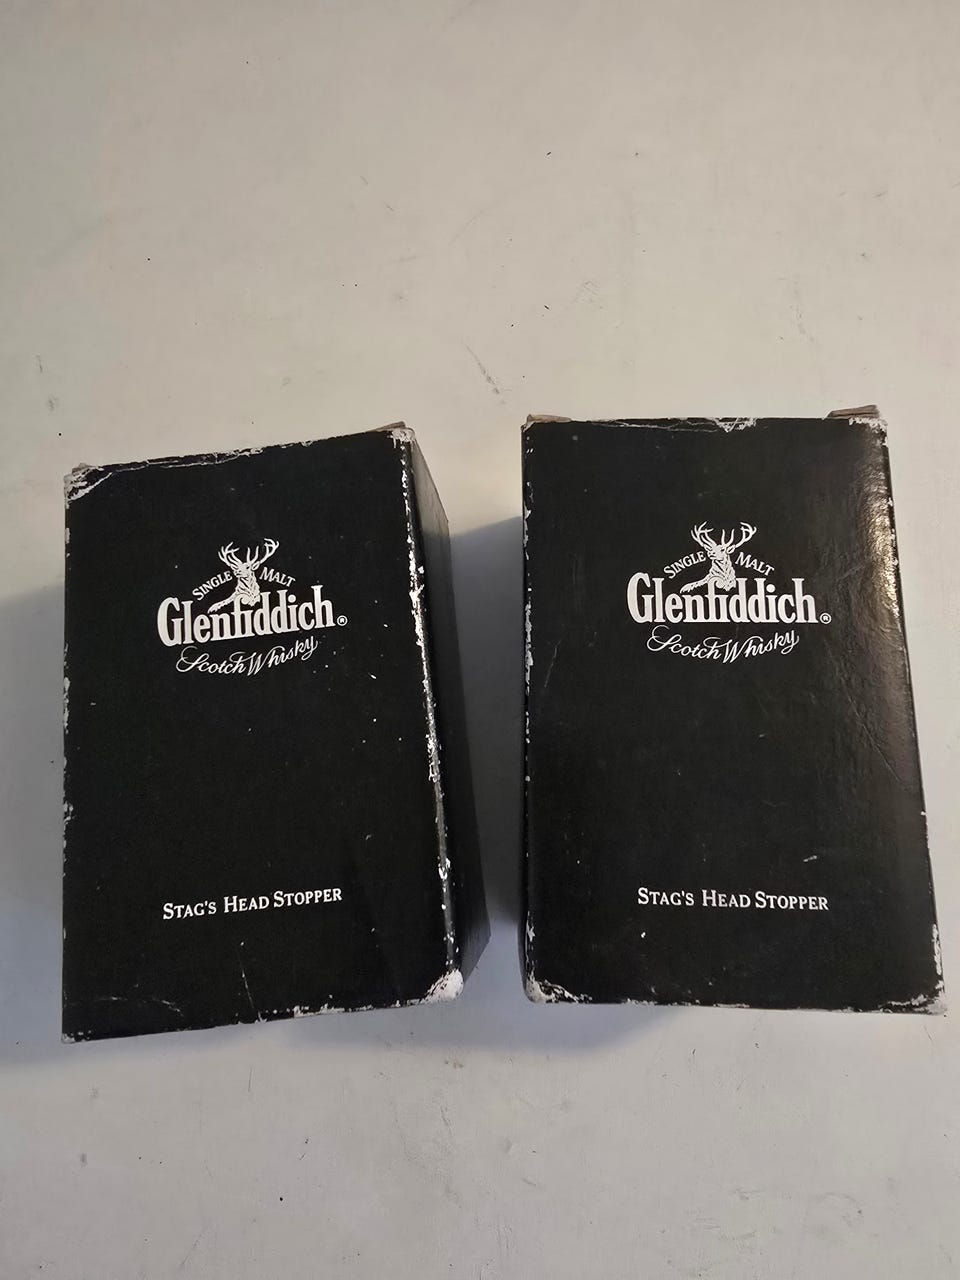 SINGLE MALT
Glenfiddich®
Scotch Whisky
STAG'S HEAD STOPPER
SINGLE MALT
Glenfiddich®
Scotch Whisky
STAG'S HEAD STOPPER